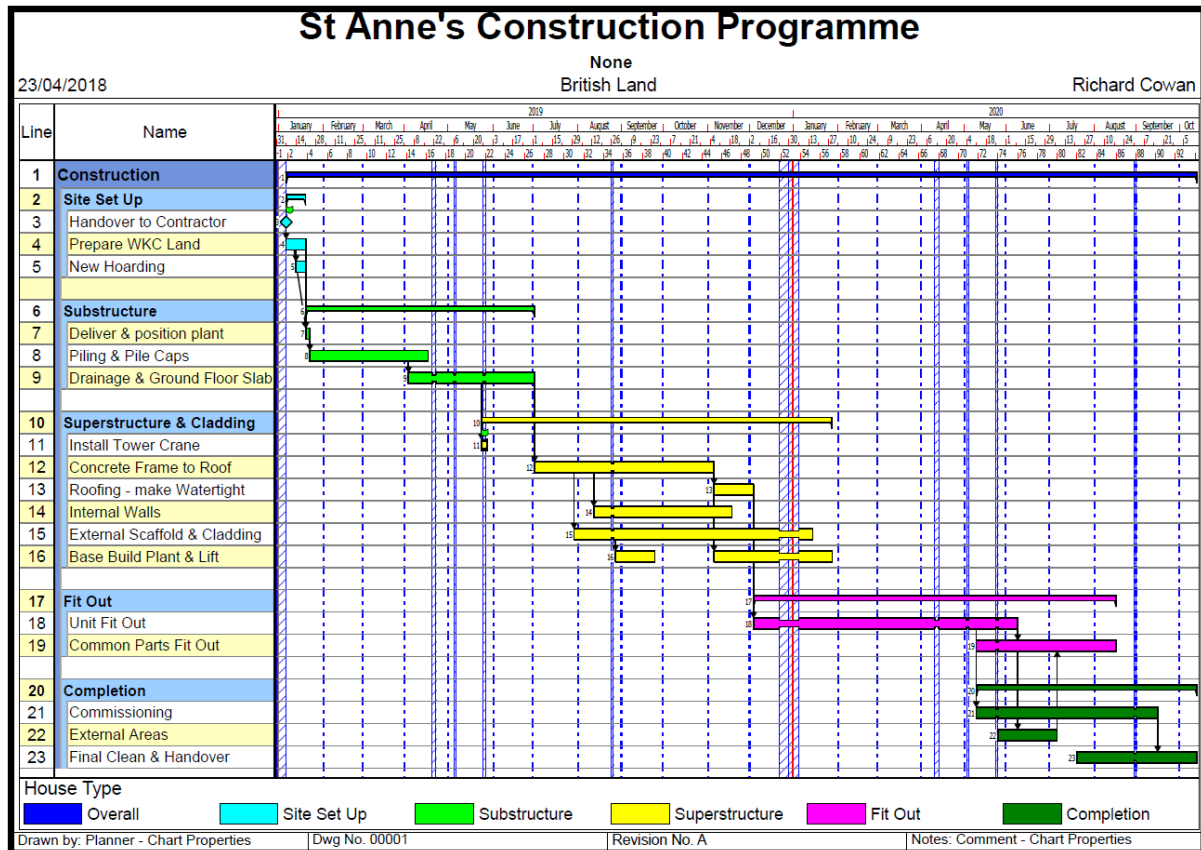 St Anne's Construction Programme
None
23/04/2018 British Land Richard Cowan
Line Name
2019 2020
January February March April May June July August September October November December January February March April May June July August September Oct
1 Construction
2 Site Set Up
3 Handover to Contractor
4 Prepare WKC Land
5 New Hoarding
6 Substructure
7 Deliver & position plant
8 Piling & Pile Caps
9 Drainage & Ground Floor Slab
10 Superstructure & Cladding
11 Install Tower Crane
12 Concrete Frame to Roof
13 Roofing - make Watertight
14 Internal Walls
15 External Scaffold & Cladding
16 Base Build Plant & Lift
17 Fit Out
18 Unit Fit Out
19 Common Parts Fit Out
20 Completion
21 Commissioning
22 External Areas
23 Final Clean & Handover
House Type
Overall Site Set Up Substructure Superstructure Fit Out Completion
Drawn by: Planner - Chart Properties Dwg No. 00001 Revision No. A Notes: Comment - Chart Properties